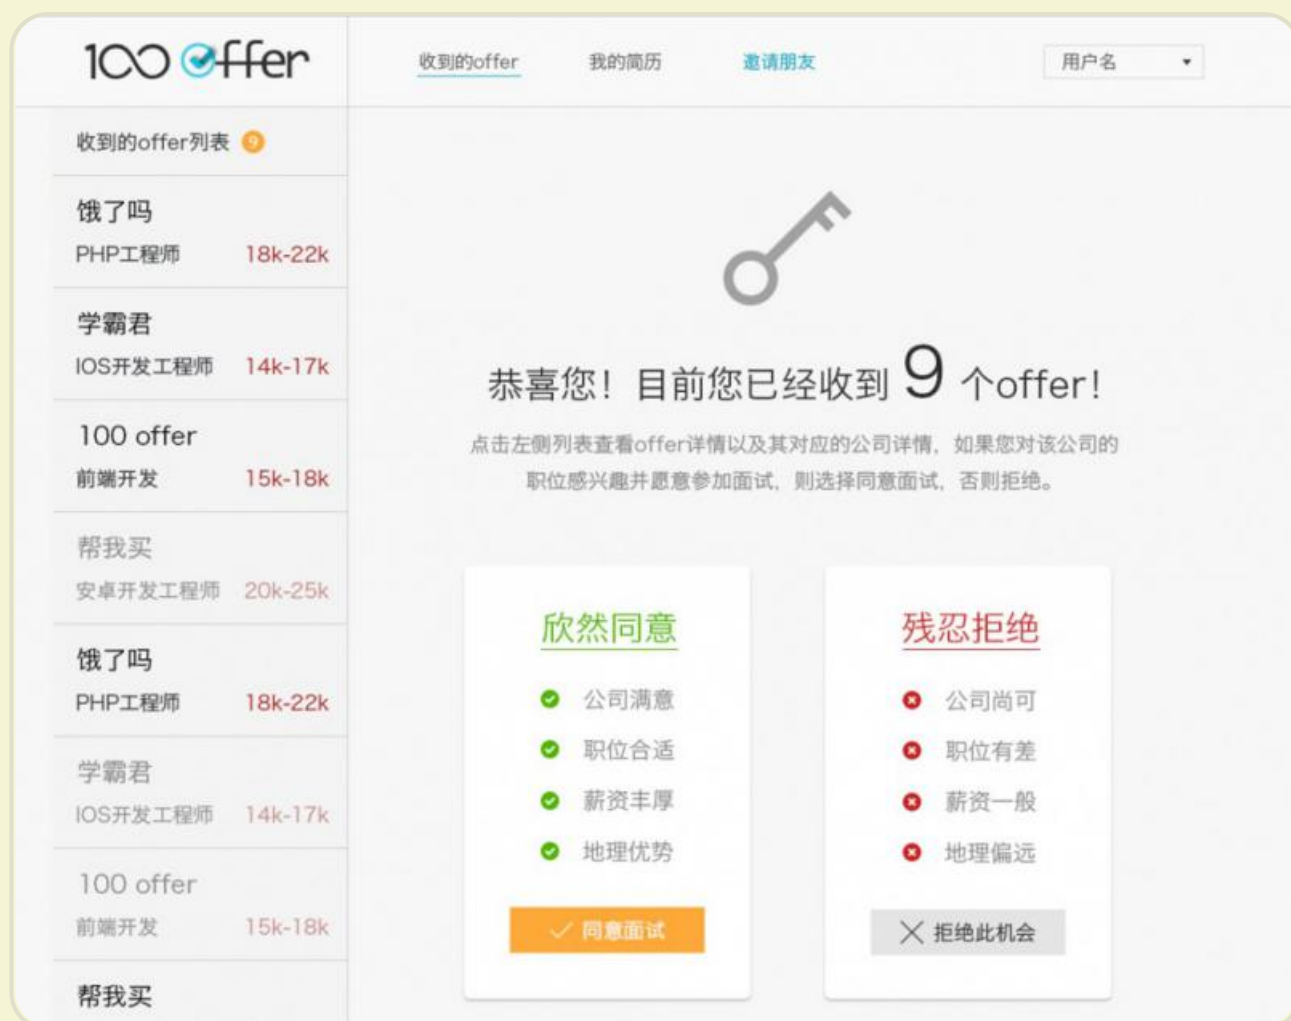 100 offer
收到的offer
我的简历
邀请朋友
用户名
收到的offer列表 9
饿了吗
PHP工程师 18k-22k
学霸君
IOS开发工程师 14k-17k
100 offer
前端开发 15k-18k
帮我买
安卓开发工程师 20k-25k
饿了吗
PHP工程师 18k-22k
学霸君
IOS开发工程师 14k-17k
100 offer
前端开发 15k-18k
帮我买
恭喜您！目前您已经收到 9 个offer！
点击左侧列表查看offer详情以及其对应的公司详情，如果您对该公司的
职位感兴趣并愿意参加面试，则选择同意面试，否则拒绝。
欣然同意
公司满意
职位合适
薪资丰厚
地理优势
同意面试
残忍拒绝
公司尚可
职位有差
薪资一般
地理偏远
拒绝此机会